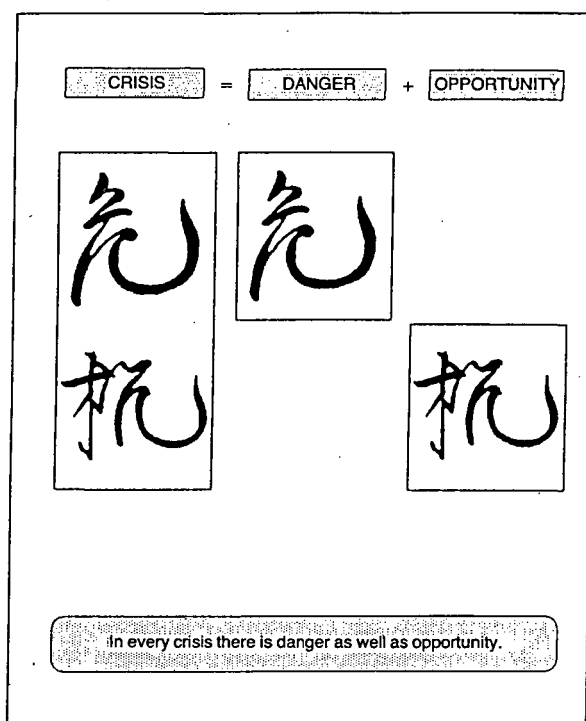 CRISIS = DANGER + OPPORTUNITY
危 危
机 机
In every crisis there is danger as well as opportunity.